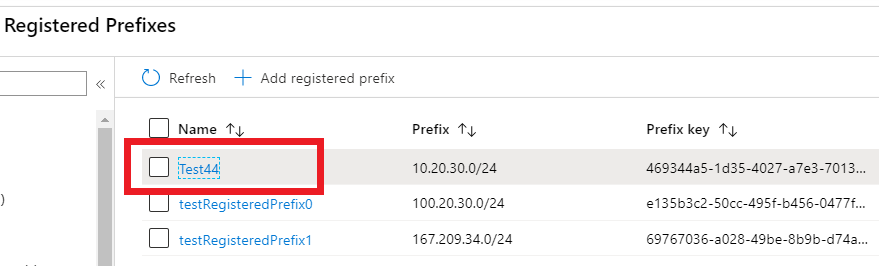 Registered Prefixes
Refresh Add registered prefix
Name Prefix Prefix key
Test44 10.20.30.0/24 469344a5-1d35-4027-a7e3-7013...
testRegisteredPrefix0 100.20.30.0/24 e135b3c2-50cc-495f-b456-0477f...
testRegisteredPrefix1 167.209.34.0/24 69767036-a028-49be-8b9b-d74a...
)